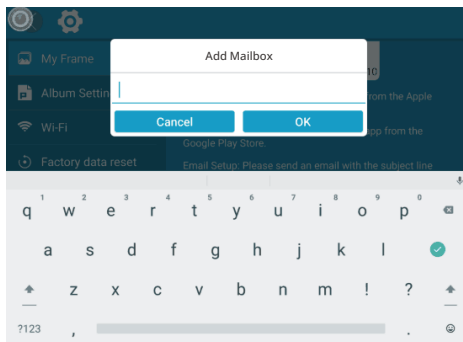 My Frame
Add Mailbox
10
Album Settin
from the Apple
Wi-Fi
Cancel
OK
app from the
Google Play Store.
Factory data reset
Email Setup: Please send an email with the subject line
1 2 3 4 5 6 7 8 9 0
q w e r t y u i o p
a s d f g h j k l
z x c v b n m ! ?
?123 , .